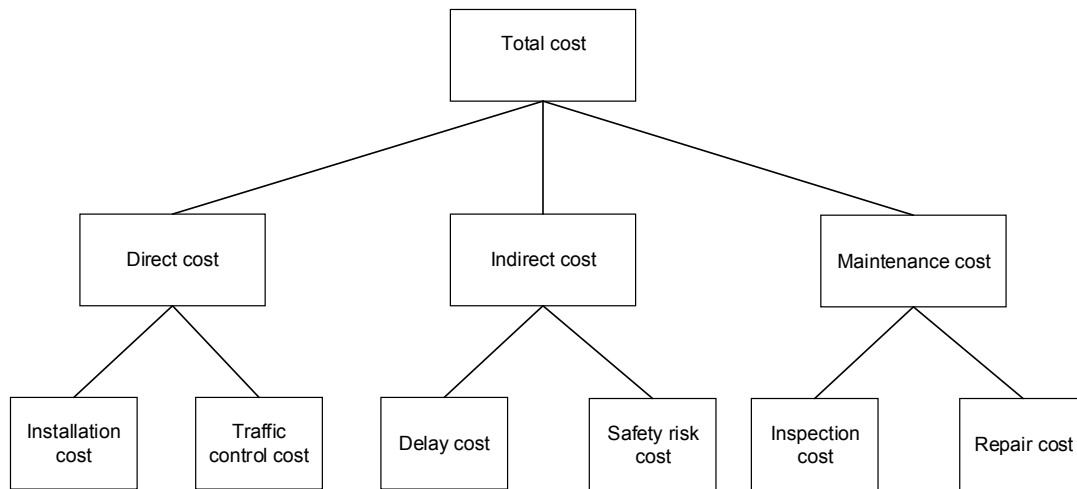 Total cost
Direct cost
Indirect cost
Maintenance cost
Installation
cost
Traffic
control cost
Delay cost
Safety risk
cost
Inspection
cost
Repair cost